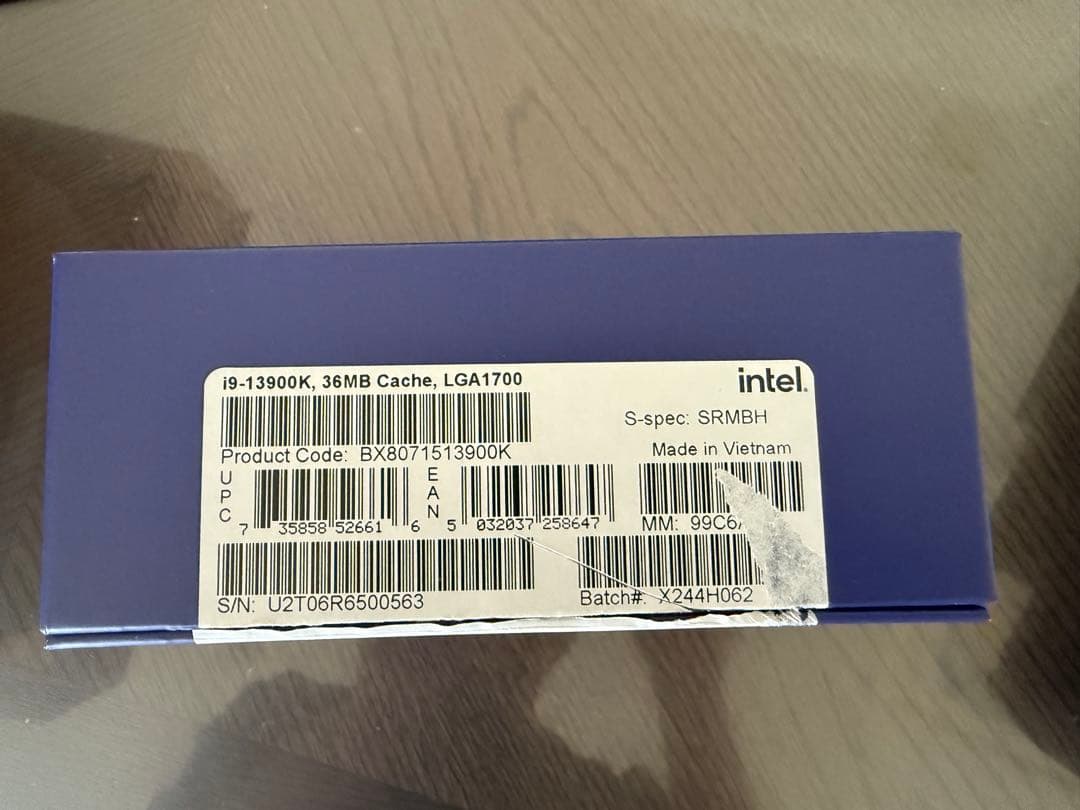 i9-13900K, 36MB Cache, LGA1700
intel.
S-spec: SRMBH
Product Code: BX8071513900K
Made in Vietnam
UPC
7 35858 52661 6
EAN
5 032037 258647
MM:
S/N: U2T06R6500563
Batch#: X244H062